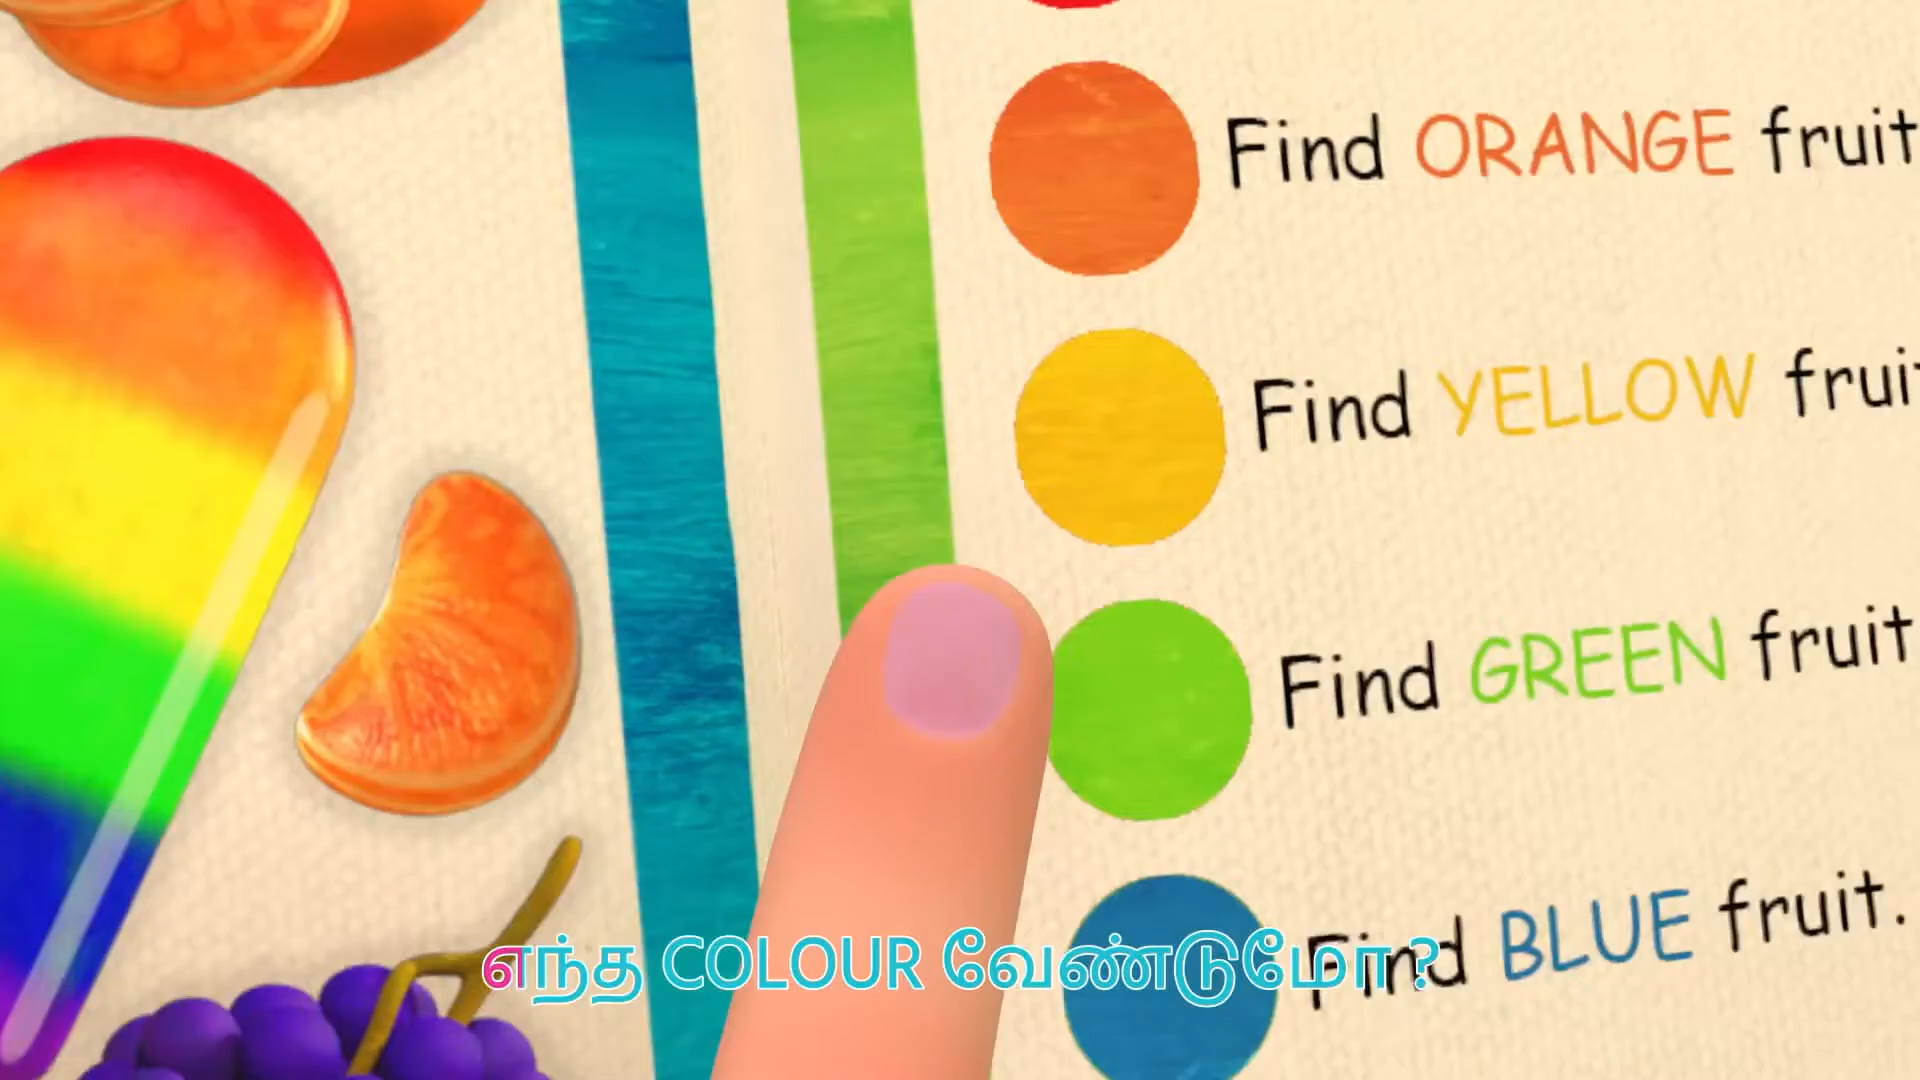 Find ORANGE fruit
Find YELLOW fruit
Find GREEN fruit
Find BLUE fruit.
எந்த COLOUR வேண்டுமோ?